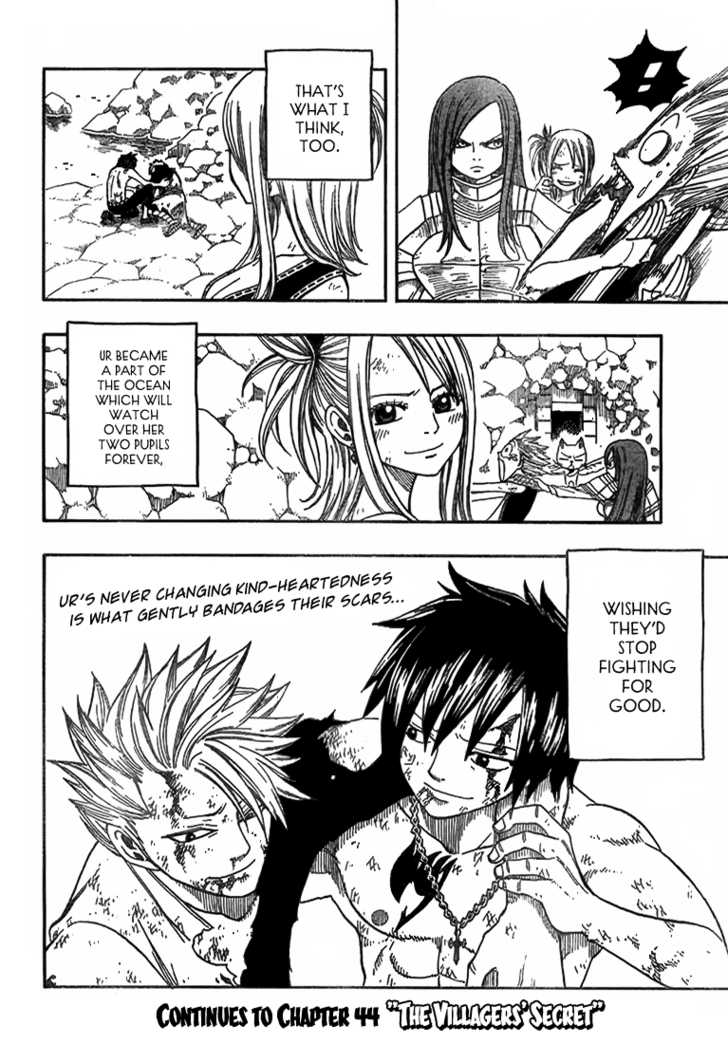 THAT'S
WHAT I
THINK,
TOO.
UR BECAME
A PART OF
THE OCEAN
WHICH WILL
WATCH
OVER HER
TWO PUPILS
FOREVER,
UR'S NEVER CHANGING KIND-HEARTEDNESS
IS WHAT GENTLY BANDAGES THEIR SCARS...
WISHING
THEY'D
STOP
FIGHTING
FOR
GOOD.
CONTINUES TO CHAPTER 44 "THE VILLAGERS' SECRET"